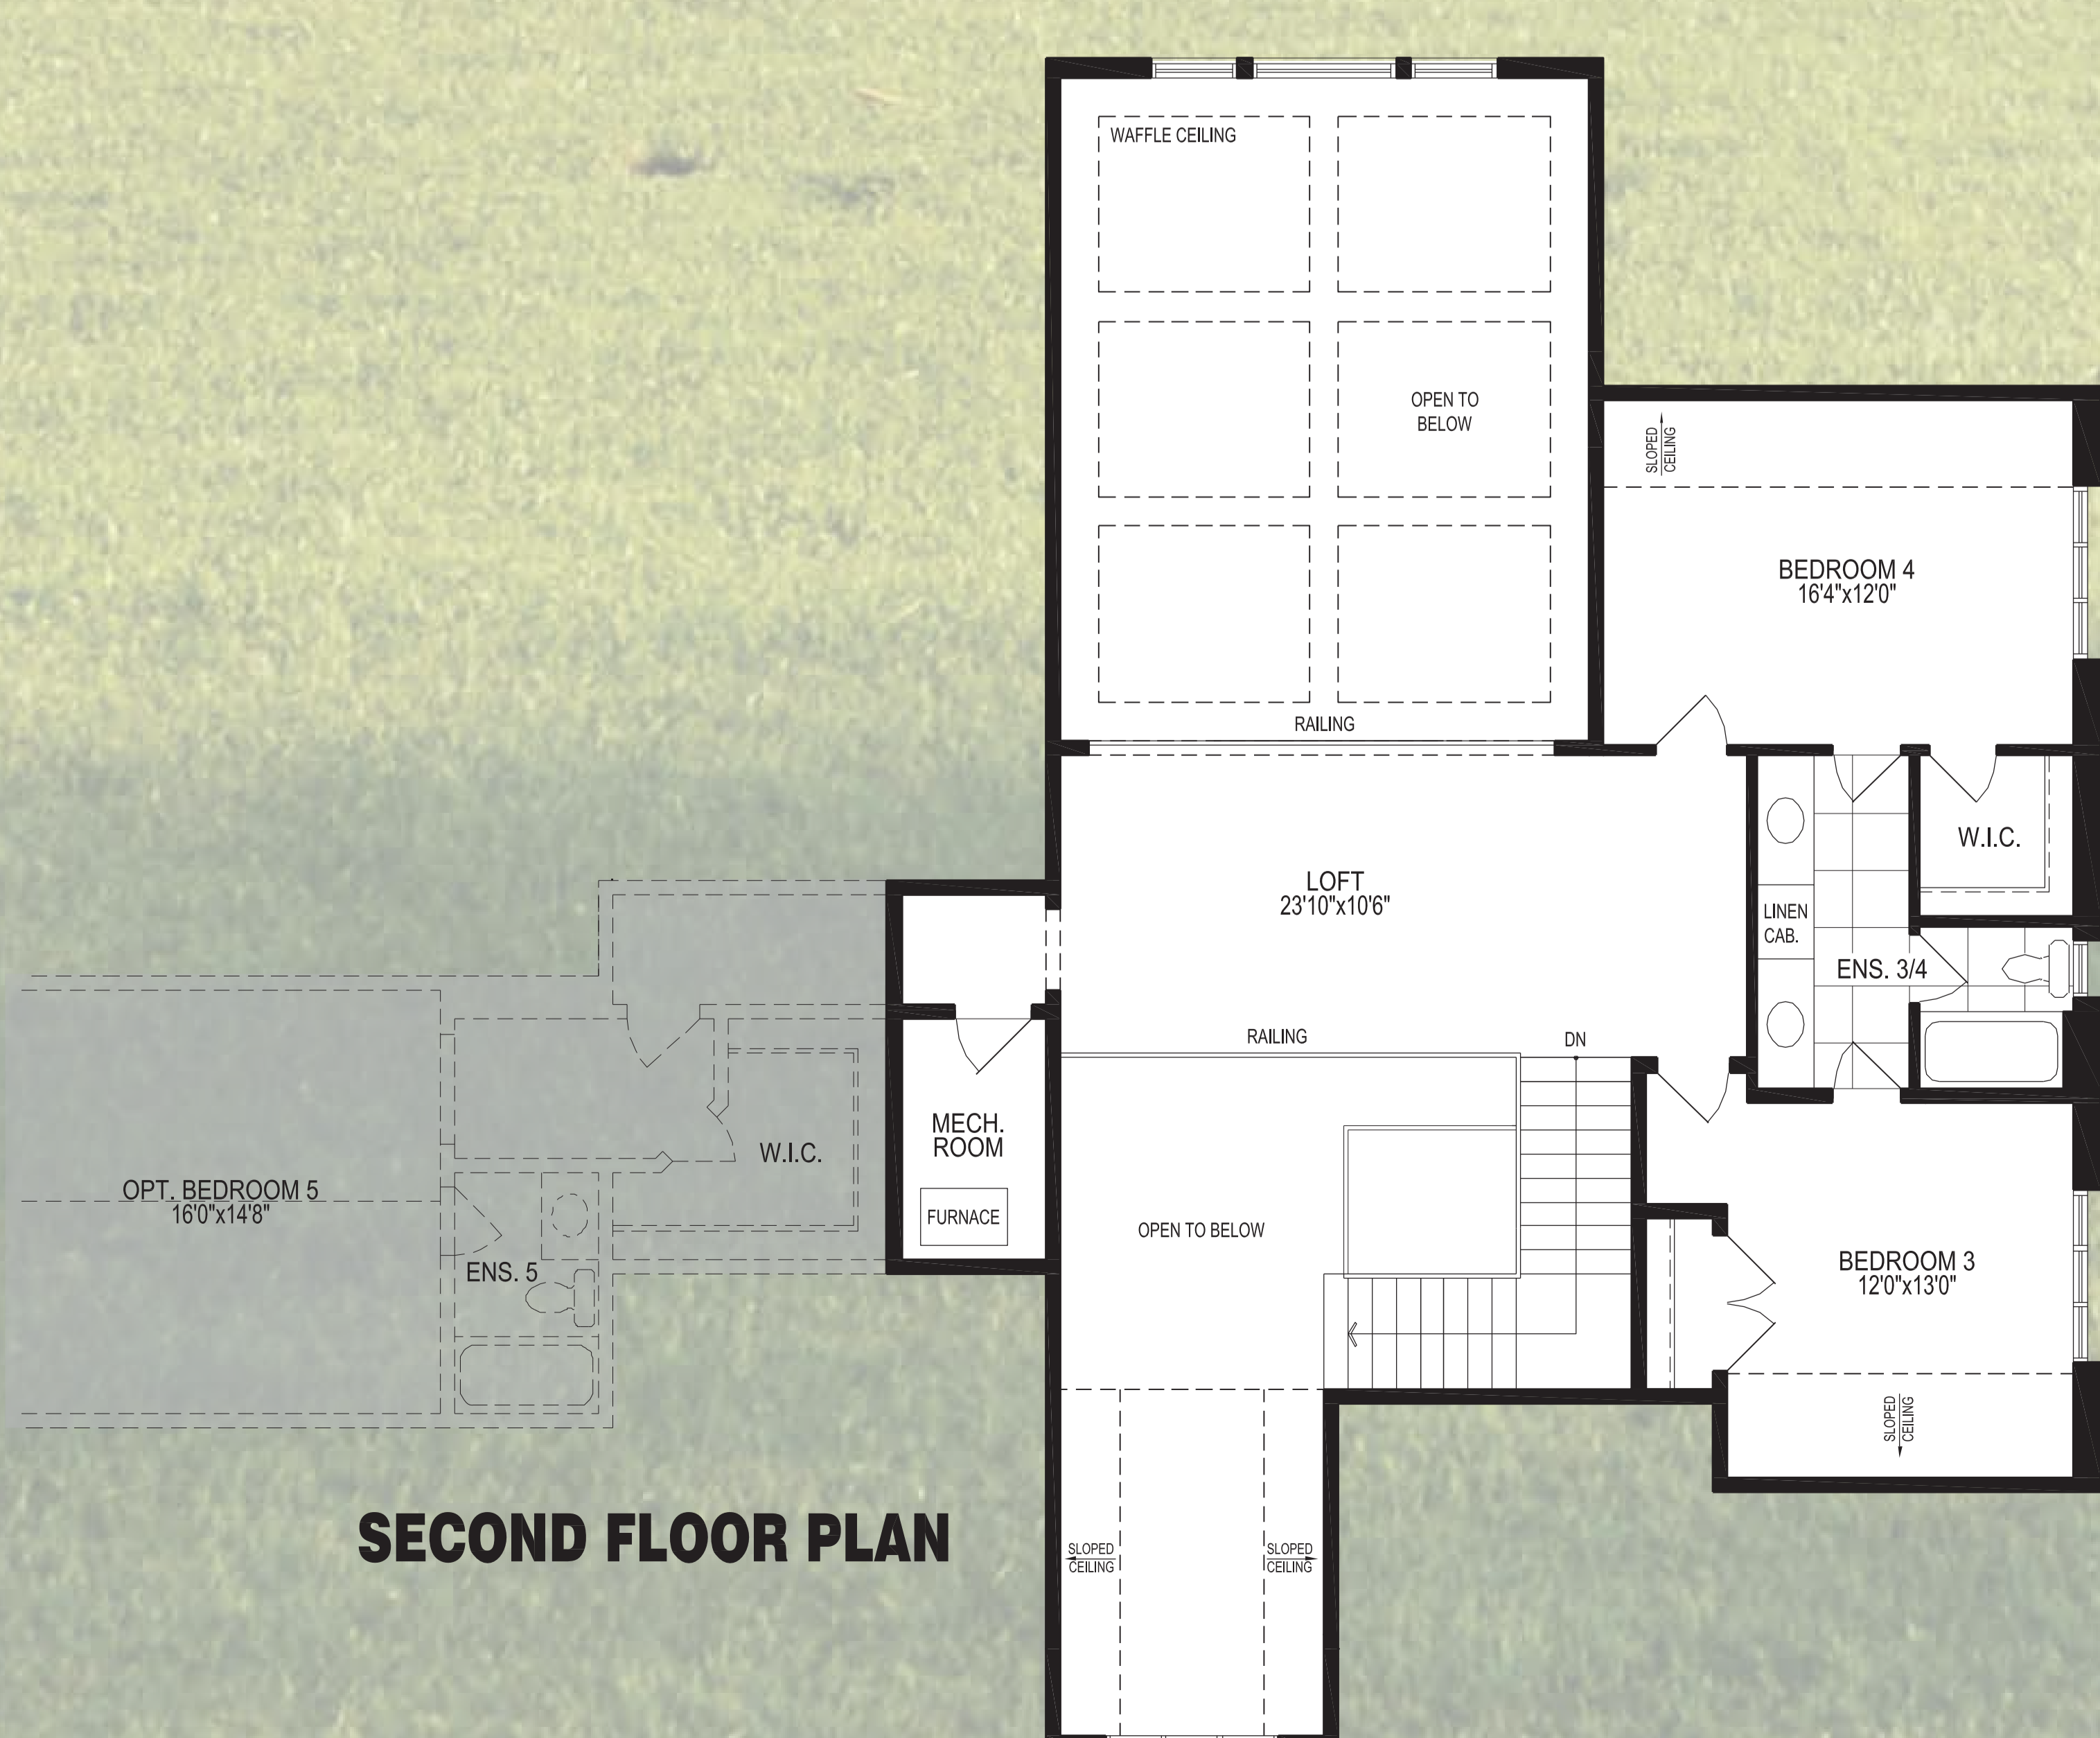 WAFFLE CEILING
OPEN TO
BELOW
SLOPED
CEILING
BEDROOM 4
16'4"x12'0"
RAILING
W.I.C.
LOFT
23'10"x10'6"
LINEN
CAB.
ENS. 3/4
RAILING
DN
MECH.
ROOM
FURNACE
W.I.C.
OPT. BEDROOM 5
16'0"x14'8"
ENS. 5
OPEN TO BELOW
BEDROOM 3
12'0"x13'0"
SLOPED
CEILING
SECOND FLOOR PLAN
SLOPED
CEILING
SLOPED
CEILING